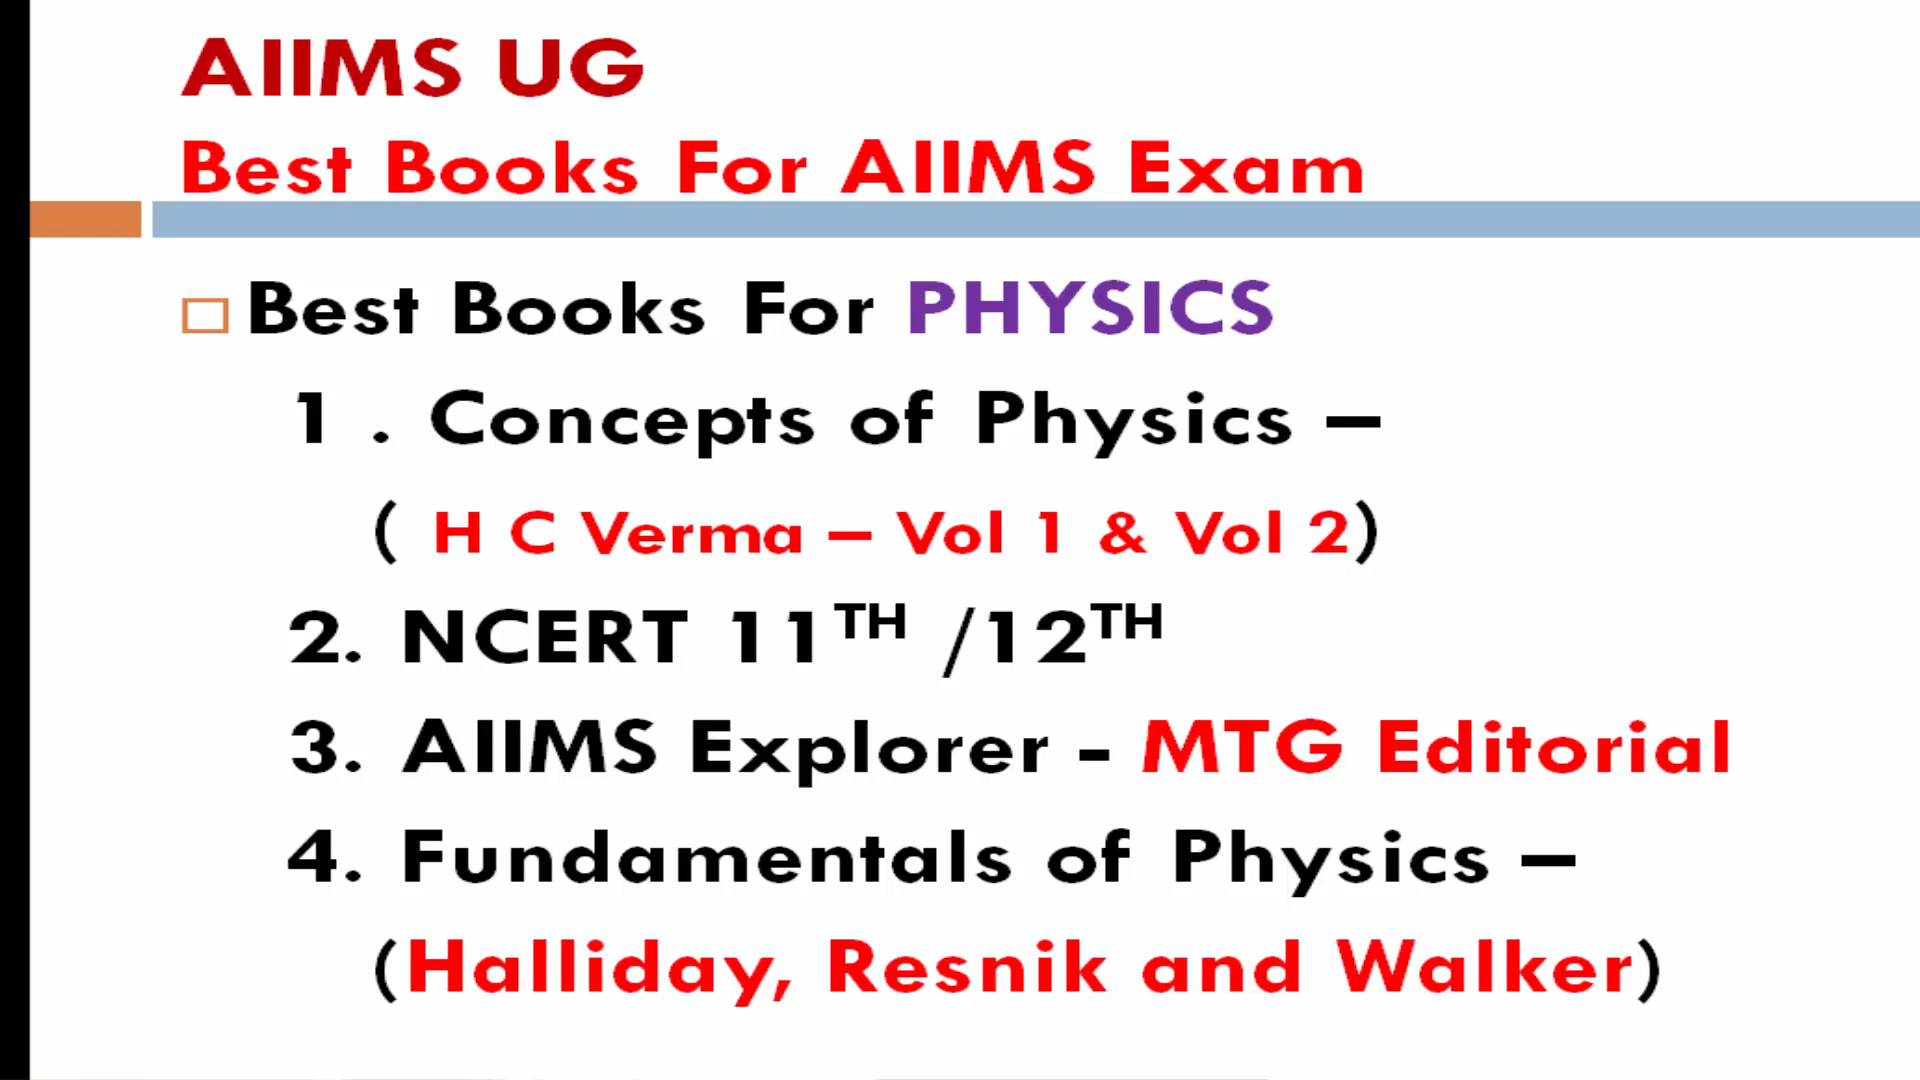 AIIMS UG
Best Books For AIIMS Exam
Best Books For PHYSICS
1 . Concepts of Physics –
( H C Verma – Vol 1 & Vol 2)
2. NCERT 11TH /12TH
3. AIIMS Explorer - MTG Editorial
4. Fundamentals of Physics –
(Halliday, Resnik and Walker)